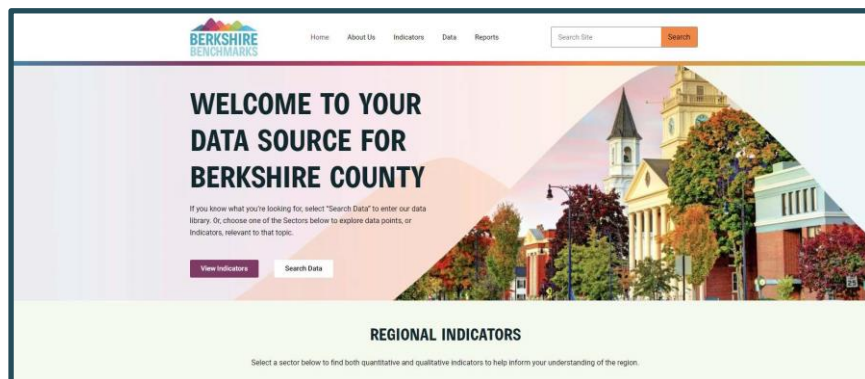 BERKSHIRE
BENCHMARKS
Home About Us Indicators Data Reports
Search Site Search
WELCOME TO YOUR
DATA SOURCE FOR
BERKSHIRE COUNTY
If you know what you're looking for, select "Search Data" to enter our data
library. Or, choose one of the Sectors below to explore data points, or
Indicators, relevant to that topic.
View Indicators Search Data
REGIONAL INDICATORS
Select a sector below to find both quantitative and qualitative indicators to help inform your understanding of the region.